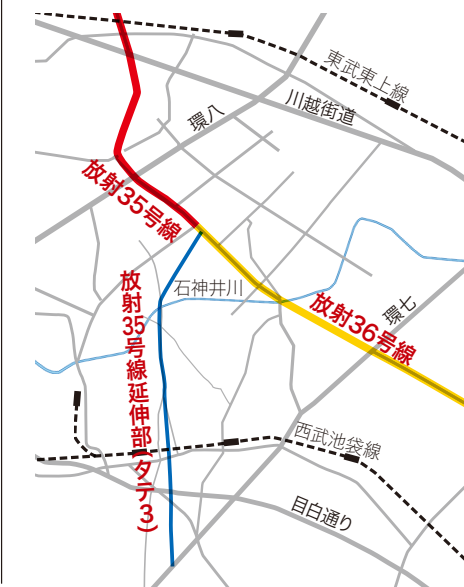 東武東上線
川越街道
環八
放射35号線
石神井川
放射35号線延伸部(タテ3)
放射36号線
環七
西武池袋線
目白通り